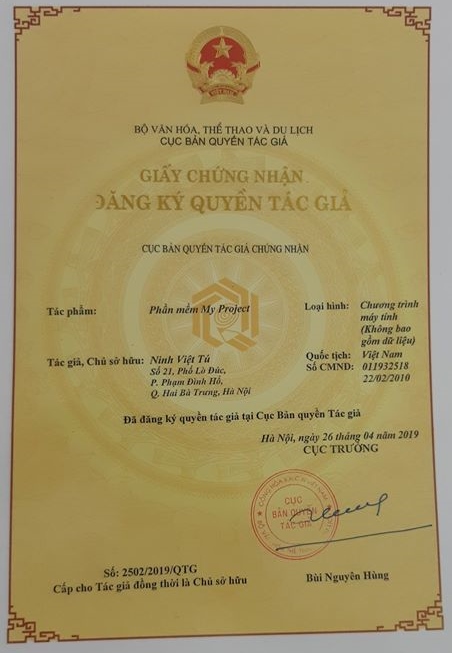 VIỆT NAM
BỘ VĂN HÓA, THỂ THAO VÀ DU LỊCH
CỤC BẢN QUYỀN TÁC GIẢ
GIẤY CHỨNG NHẬN
ĐĂNG KÝ QUYỀN TÁC GIẢ
CỤC BẢN QUYỀN TÁC GIẢ CHỨNG NHẬN
Tác phẩm: Phần mềm My Project Loại hình: Chương trình
máy tính
(Không bao
gồm dữ liệu)
Tác giả, Chủ sở hữu: Ninh Việt Tú Quốc tịch: Việt Nam
Số 21, Phố Lò Đúc, Số CMND: 011932518
P. Phạm Đình Hổ, 22/02/2010
Q. Hai Bà Trưng, Hà Nội
Đã đăng ký quyền tác giả tại Cục Bản quyền Tác giả
Hà Nội, ngày 26 tháng 04 năm 2019
CỤC TRƯỞNG
CỤC
BẢN QUYỀN
TÁC GIẢ
Số: 2502/2019/QTG
Cấp cho Tác giả đồng thời là Chủ sở hữu
Bùi Nguyên Hùng